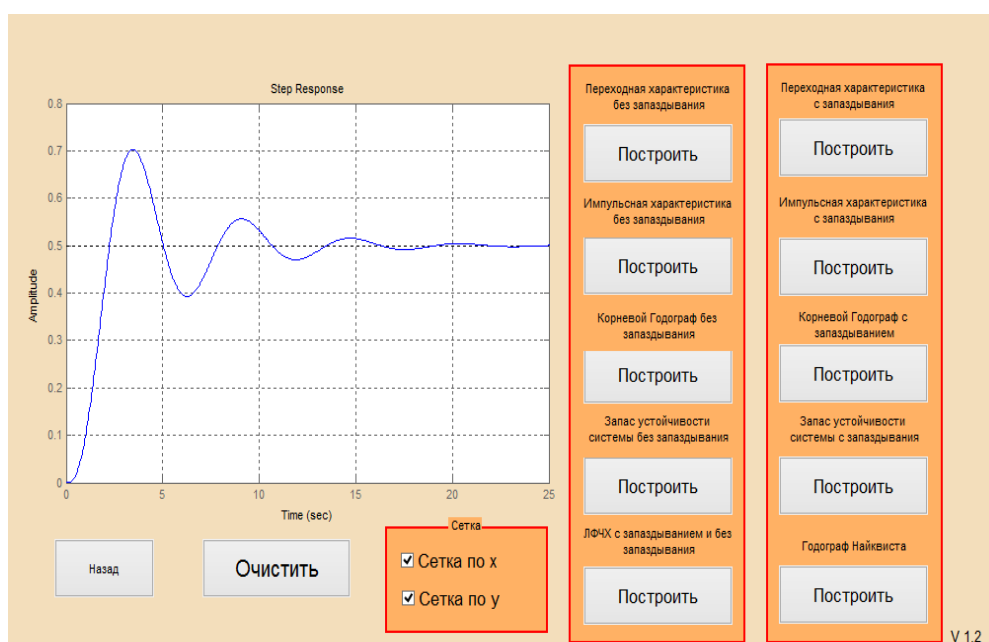 Step Response
0.8
0.7
0.6
0.5
0.4
0.3
0.2
0.1
0
Amplitude
0
5
10
15
20
25
Time (sec)
Назад
Очистить
Сетка
Сетка по x
Сетка по y
Переходная характеристика
без запаздывания
Построить
Импульсная характеристика
без запаздывания
Построить
Корневой Годограф без
запаздывания
Построить
Запас устойчивости
системы без запаздывания
Построить
ЛФЧХ с запаздыванием и без
запаздывания
Построить
Переходная характеристика
с запаздывания
Построить
Импульсная характеристика
с запаздывания
Построить
Корневой Годограф с
запаздыванием
Построить
Запас устойчивости
системы с запаздывания
Построить
Годограф Найквиста
Построить
V 1.2